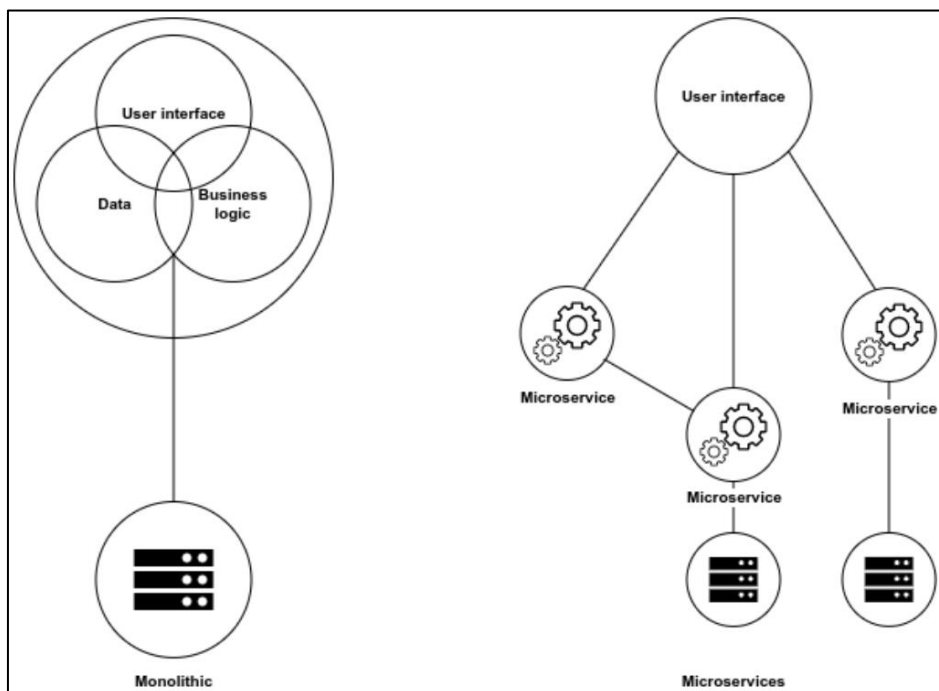 User interface
Data
Business
logic
Monolithic
User interface
Microservice
Microservice
Microservice
Microservices